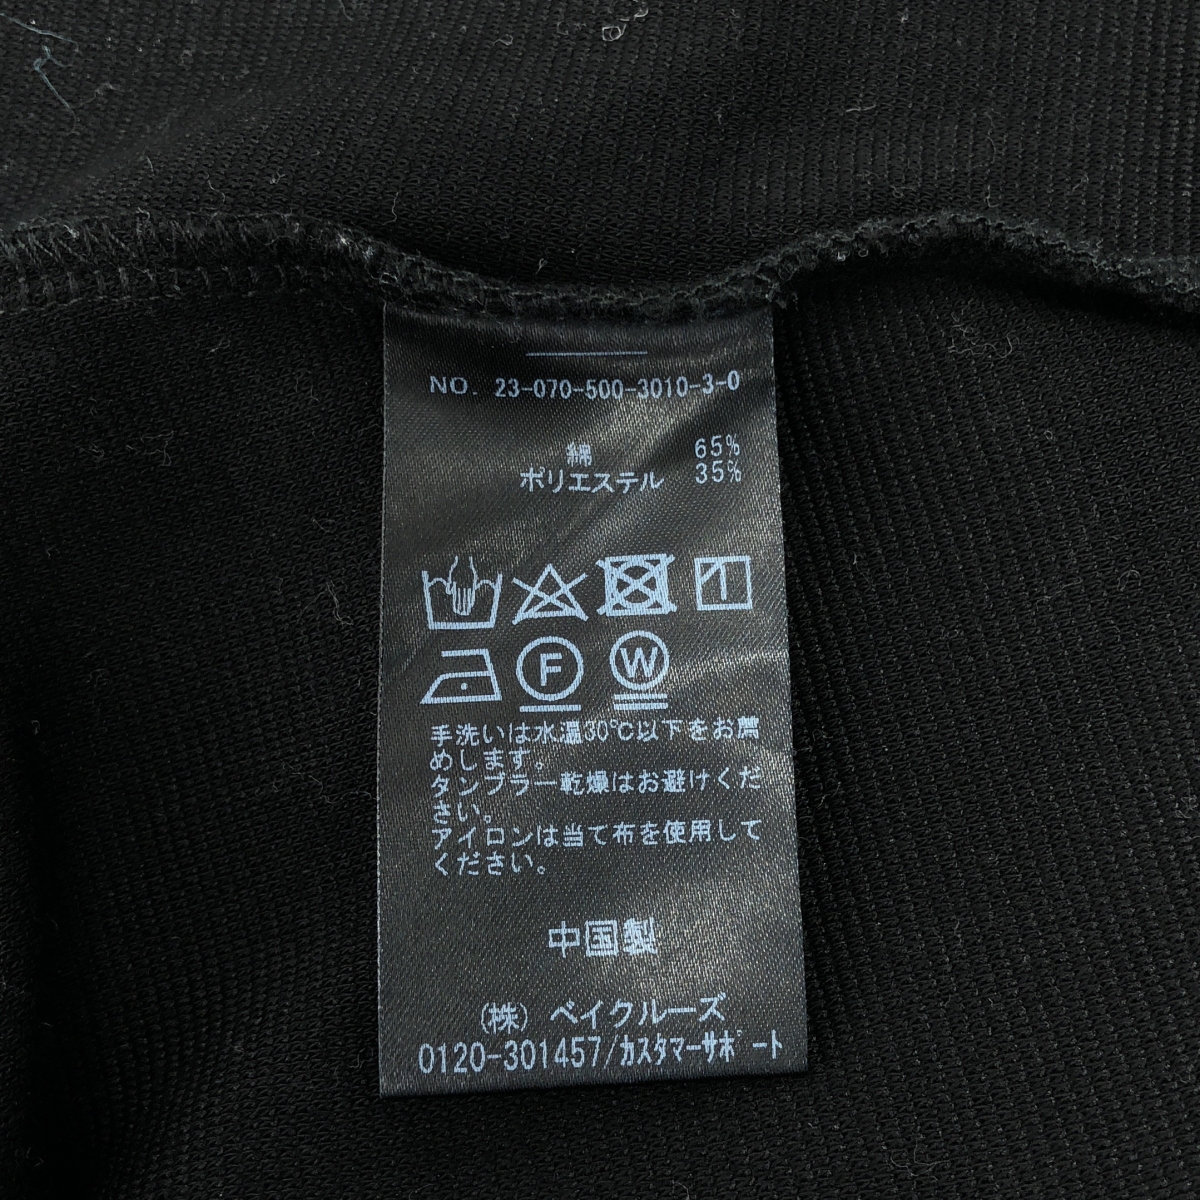 NO. 23-070-500-3010-3-0
綿 65%
ポリエステル 35%
F W
手洗いは水温30℃以下をお薦
めします。
タンブラー乾燥はお避けくだ
さい。
アイロンは当て布を使用して
ください。
中国製
(株) ベイクルーズ
0120-301457/ｶｽﾀﾏｰｻﾎﾟｰﾄ